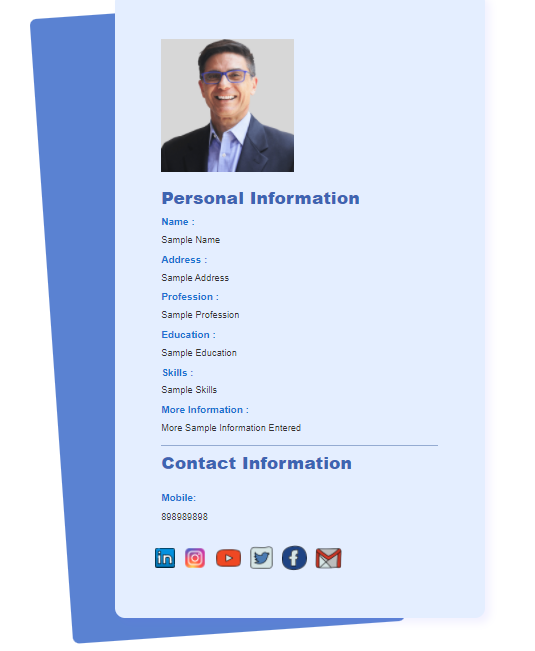 Personal Information
Name :
Sample Name
Address :
Sample Address
Profession :
Sample Profession
Education :
Sample Education
Skills :
Sample Skills
More Information :
More Sample Information Entered
Contact Information
Mobile:
898989898
in f